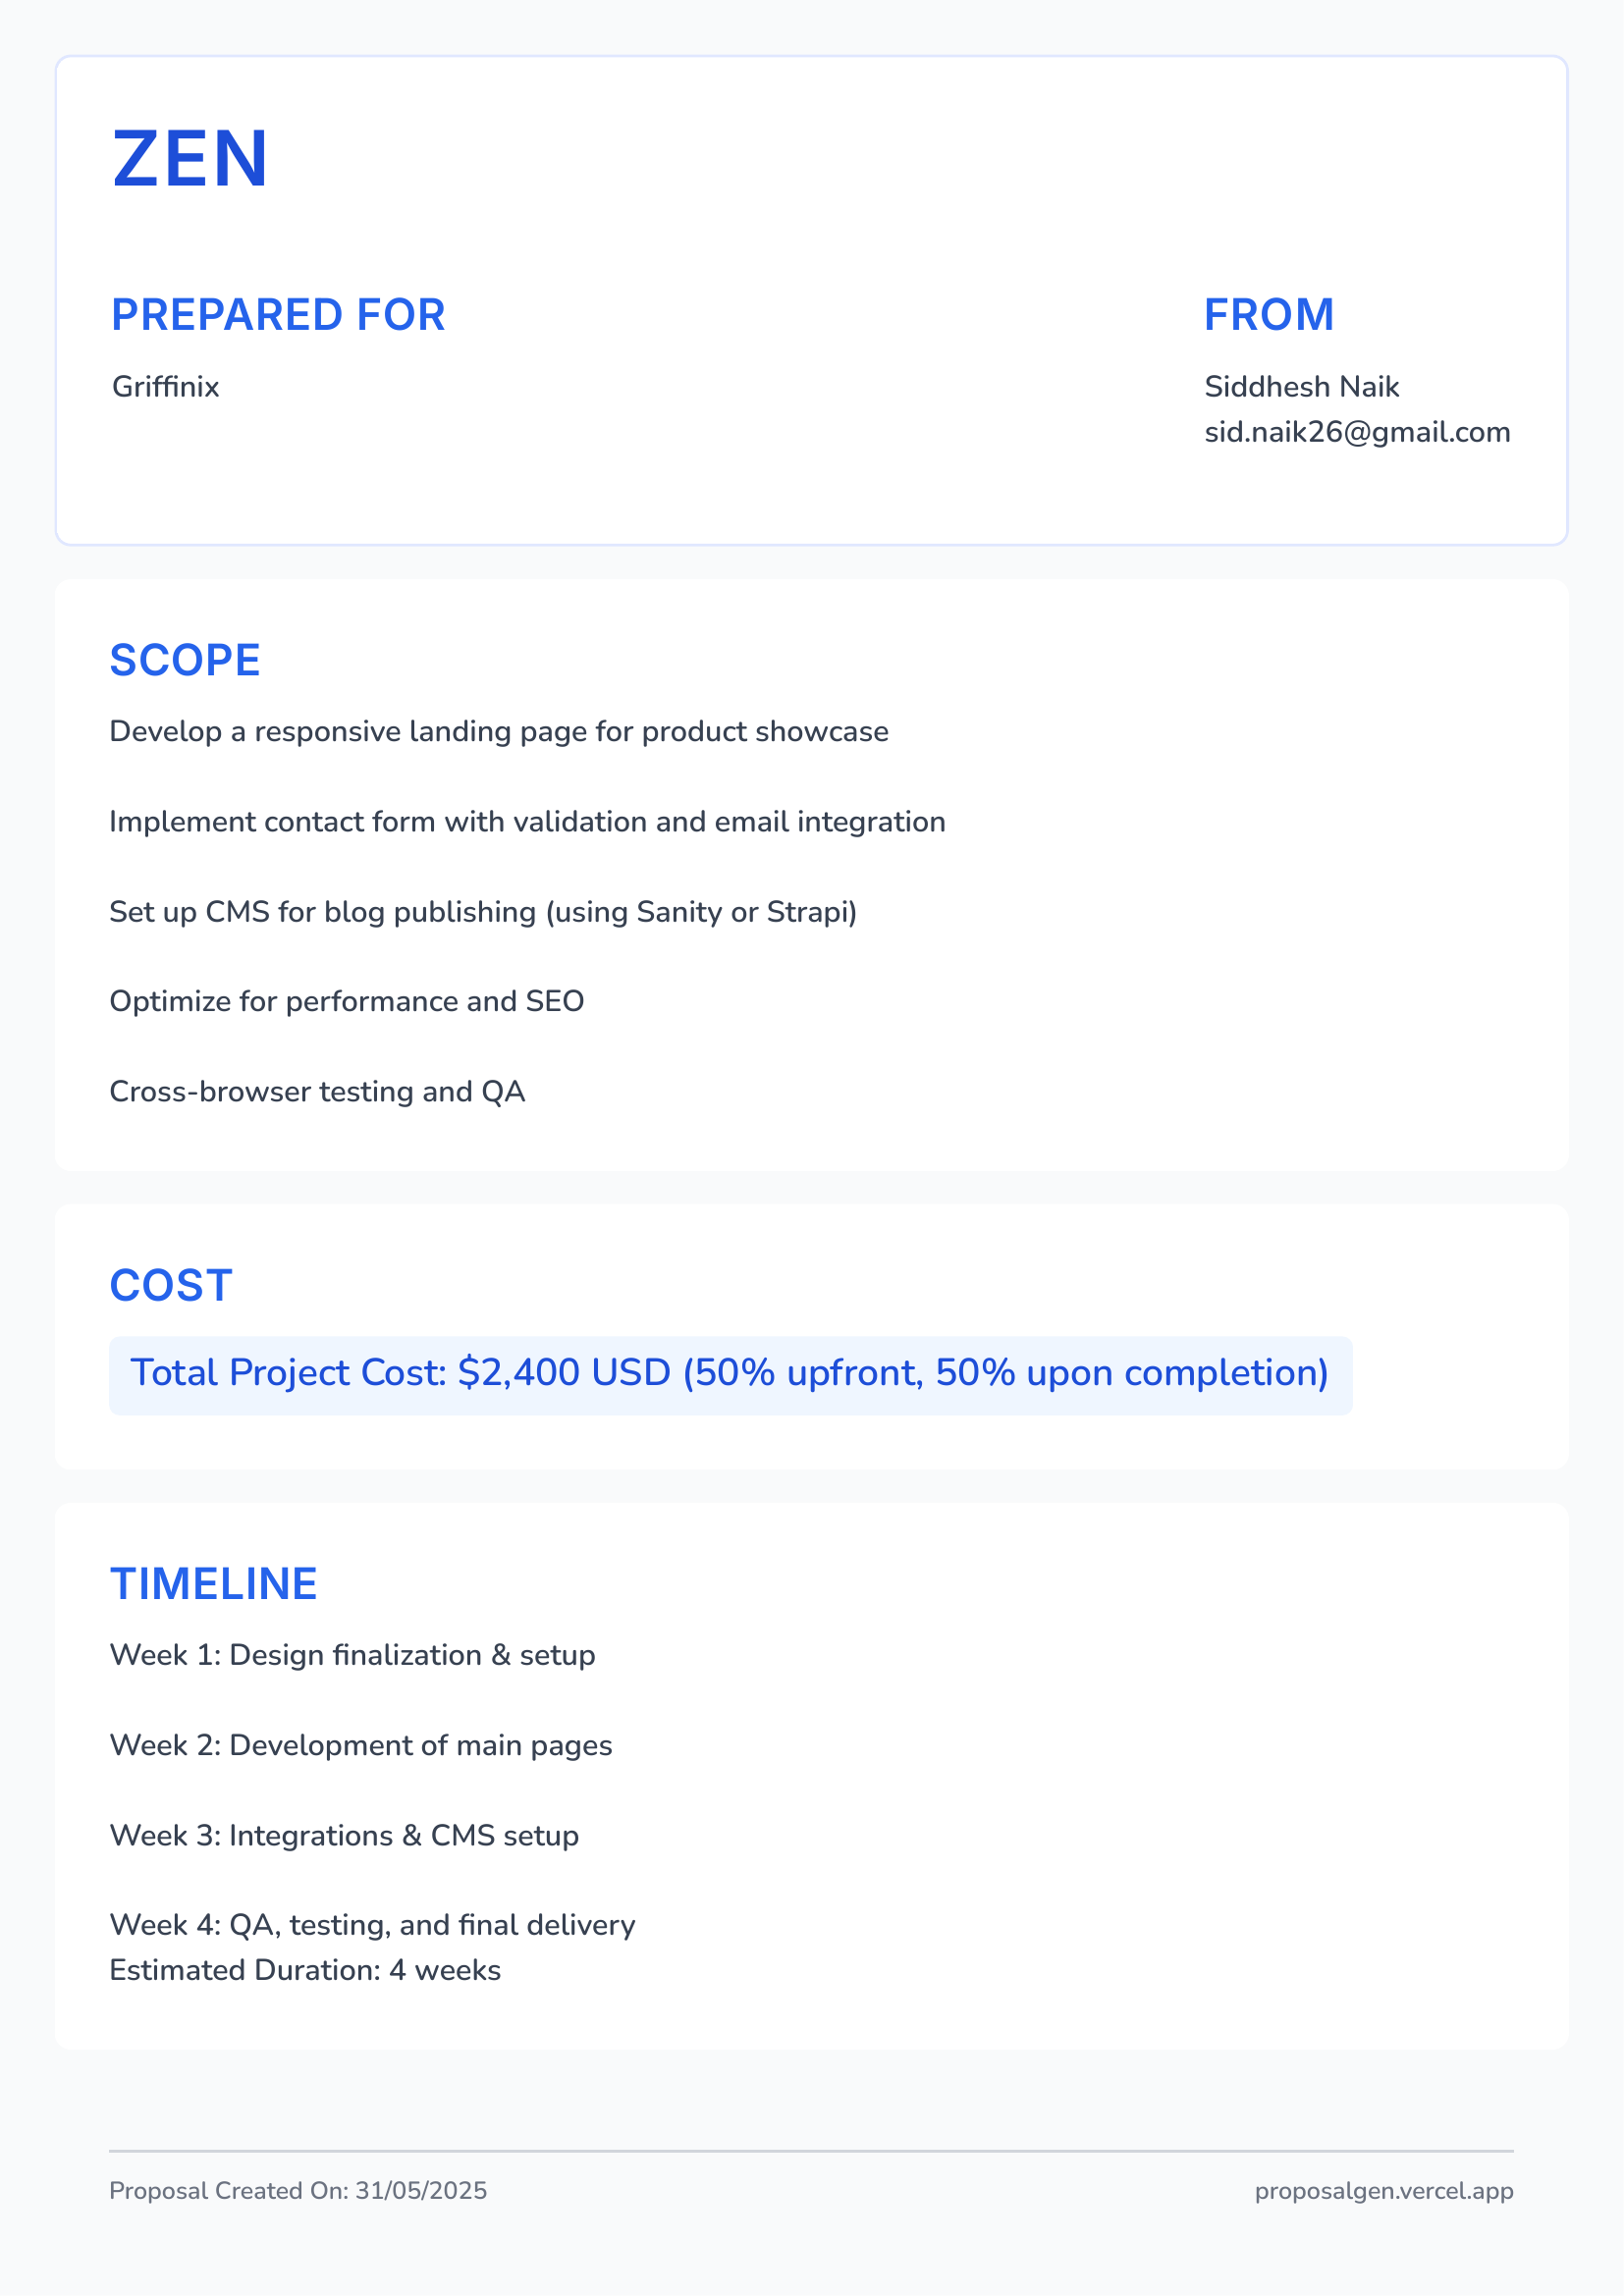 ZEN
PREPARED FOR
Griffinix
FROM
Siddhesh Naik
sid.naik26@gmail.com
SCOPE
Develop a responsive landing page for product showcase
Implement contact form with validation and email integration
Set up CMS for blog publishing (using Sanity or Strapi)
Optimize for performance and SEO
Cross-browser testing and QA
COST
Total Project Cost: $2,400 USD (50% upfront, 50% upon completion)
TIMELINE
Week 1: Design finalization & setup
Week 2: Development of main pages
Week 3: Integrations & CMS setup
Week 4: QA, testing, and final delivery
Estimated Duration: 4 weeks
Proposal Created On: 31/05/2025
proposalgen.vercel.app